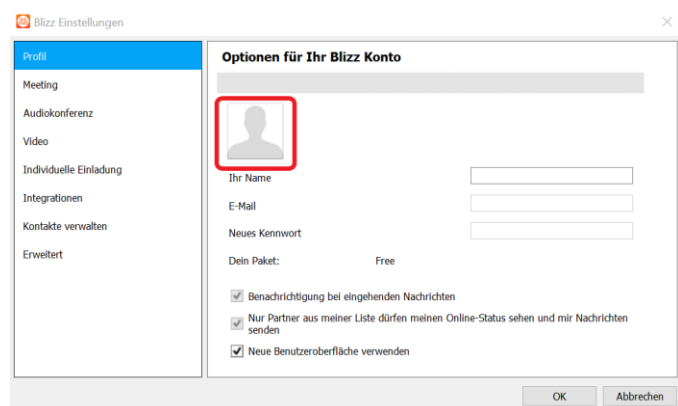 Blizz Einstellungen
Profil
Meeting
Audiokonferenz
Video
Individuelle Einladung
Integrationen
Kontakte verwalten
Erweitert
Optionen für Ihr Blizz Konto
Ihr Name
E-Mail
Neues Kennwort
Dein Paket: Free
Benachrichtigung bei eingehenden Nachrichten
Nur Partner aus meiner Liste dürfen meinen Online-Status sehen und mir Nachrichten
senden
Neue Benutzeroberfläche verwenden
OK Abbrechen